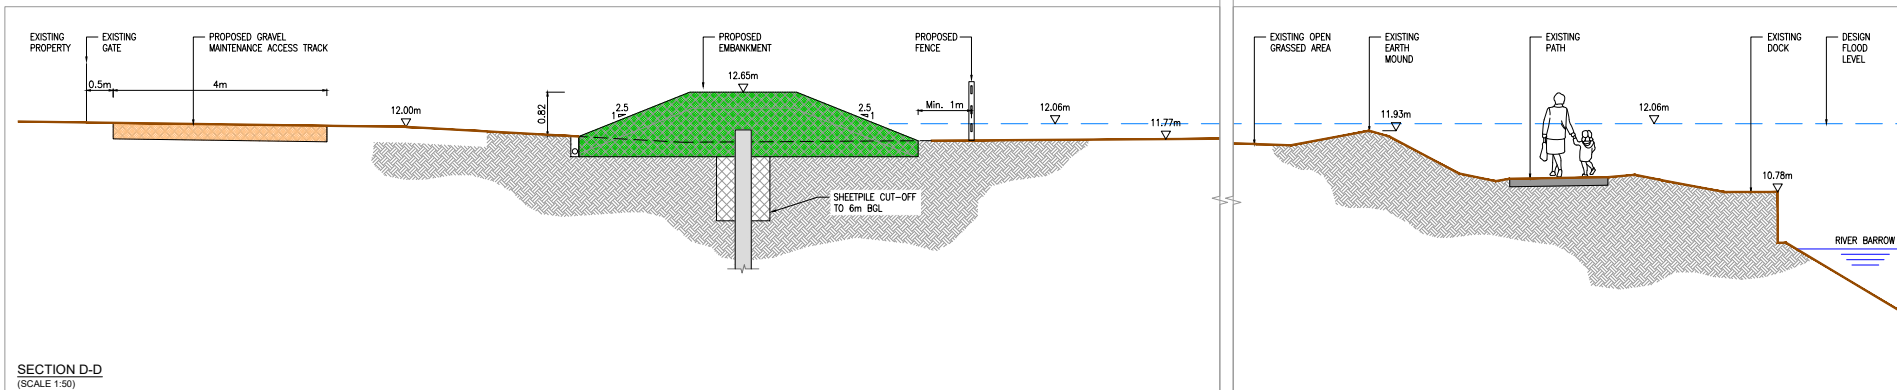 EXISTING
PROPERTY
EXISTING
GATE
PROPOSED GRAVEL
MAINTENANCE ACCESS TRACK
0.5m
4m
12.00m
0.82
2.5
1
PROPOSED
EMBANKMENT
12.65m
2.5
1
PROPOSED
FENCE
Min. 1m
12.06m
11.77m
SHEETPILE CUT-OFF
TO 6m BGL
EXISTING OPEN
GRASSED AREA
EXISTING
EARTH
MOUND
11.93m
EXISTING
PATH
12.06m
EXISTING
DOCK
DESIGN
FLOOD
LEVEL
10.78m
RIVER BARROW
SECTION D-D
(SCALE 1:50)